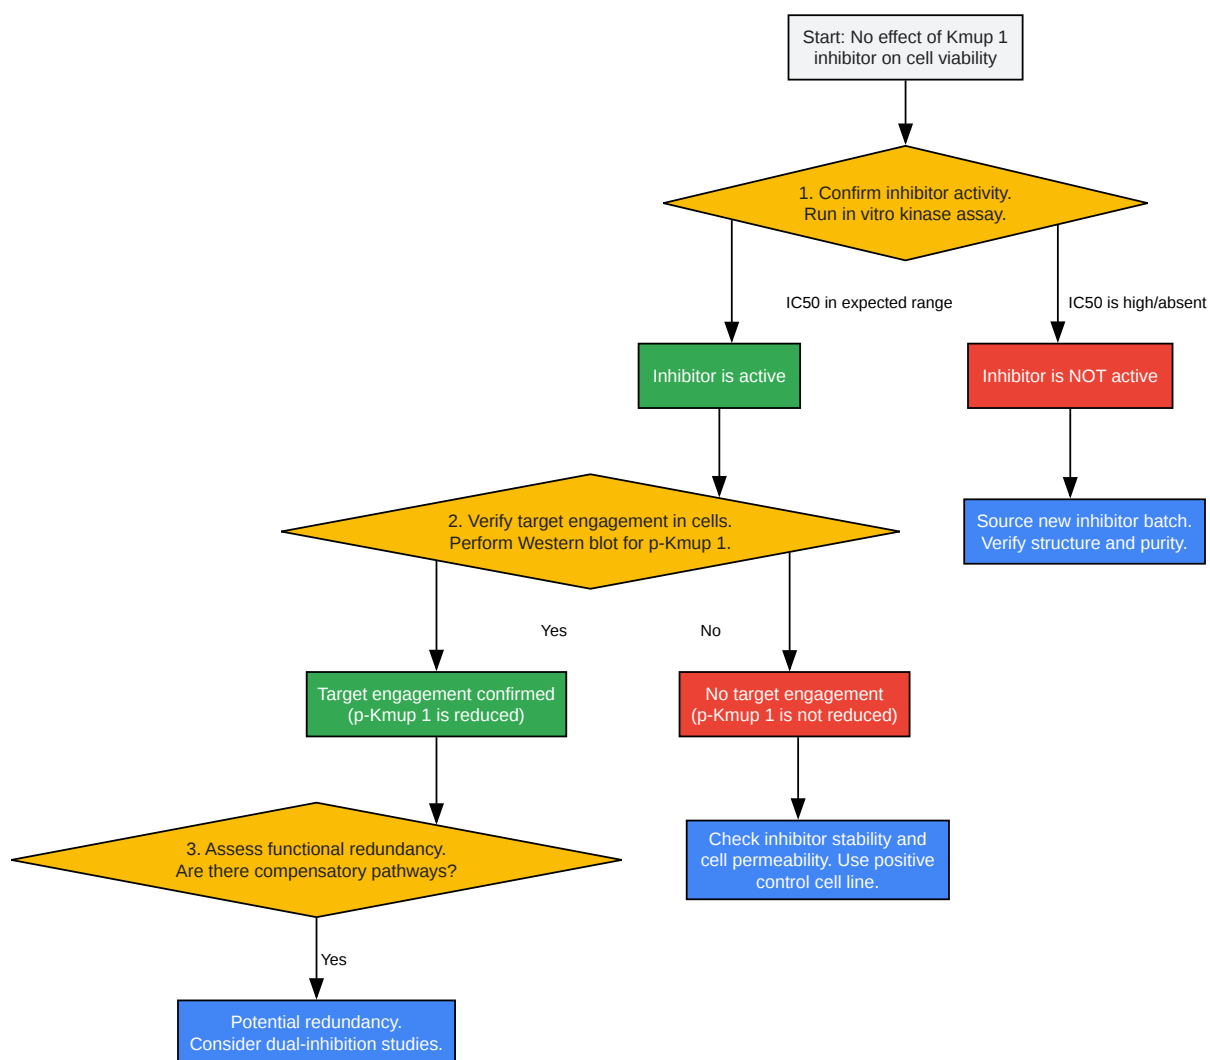 Start: No effect of Kmup 1
inhibitor on cell viability
1. Confirm inhibitor activity.
Run in vitro kinase assay.
IC50 in expected range
IC50 is high/absent
Inhibitor is active
Inhibitor is NOT active
2. Verify target engagement in cells.
Perform Western blot for p-Kmup 1.
Source new inhibitor batch.
Verify structure and purity.
Yes
No
Target engagement confirmed
(p-Kmup 1 is reduced)
No target engagement
(p-Kmup 1 is not reduced)
3. Assess functional redundancy.
Are there compensatory pathways?
Check inhibitor stability and
cell permeability. Use positive
control cell line.
Yes
Potential redundancy.
Consider dual-inhibition studies.